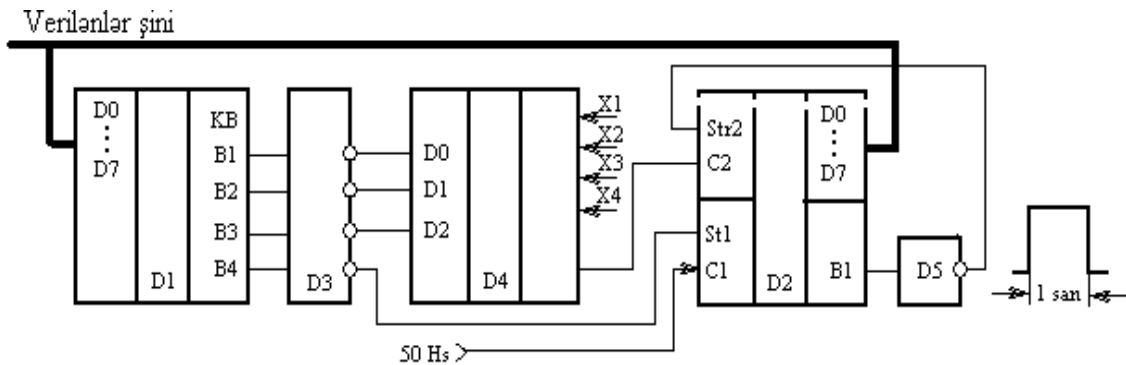 Verilənlər şini
D0
D7
KB
B1
B2
B3
B4
D1
D3
D0
D1
D2
D4
X1
X2
X3
X4
Str2
C2
St1
C1
D2
D0
D7
B1
D5
1 san
50 Hs